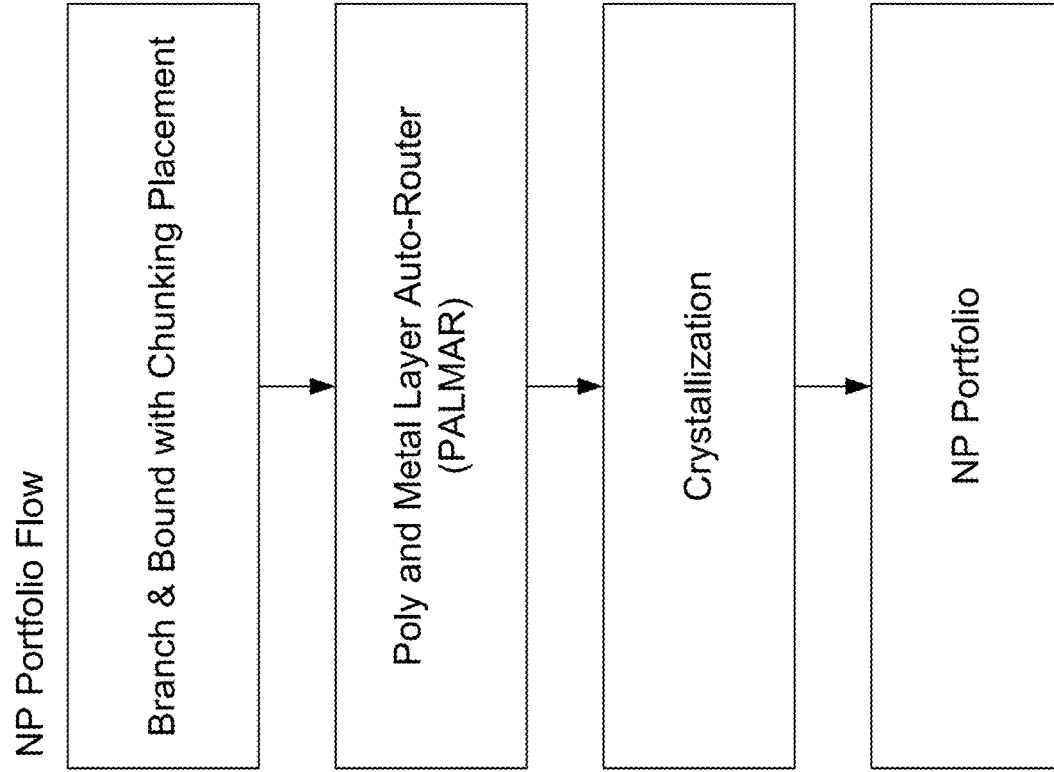 NP Portfolio Flow
Branch & Bound with Chunking Placement
Poly and Metal Layer Auto-Router
(PALMAR)
Crystallization
NP Portfolio